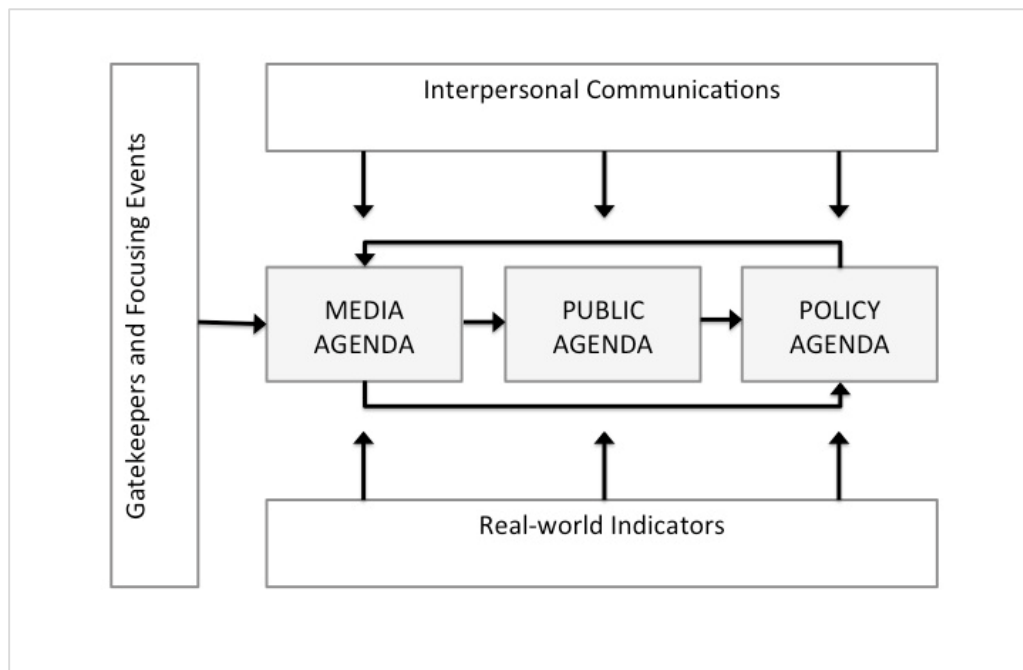 Gatekeepers and Focusing Events
Interpersonal Communications
MEDIA
AGENDA
PUBLIC
AGENDA
POLICY
AGENDA
Real-world Indicators